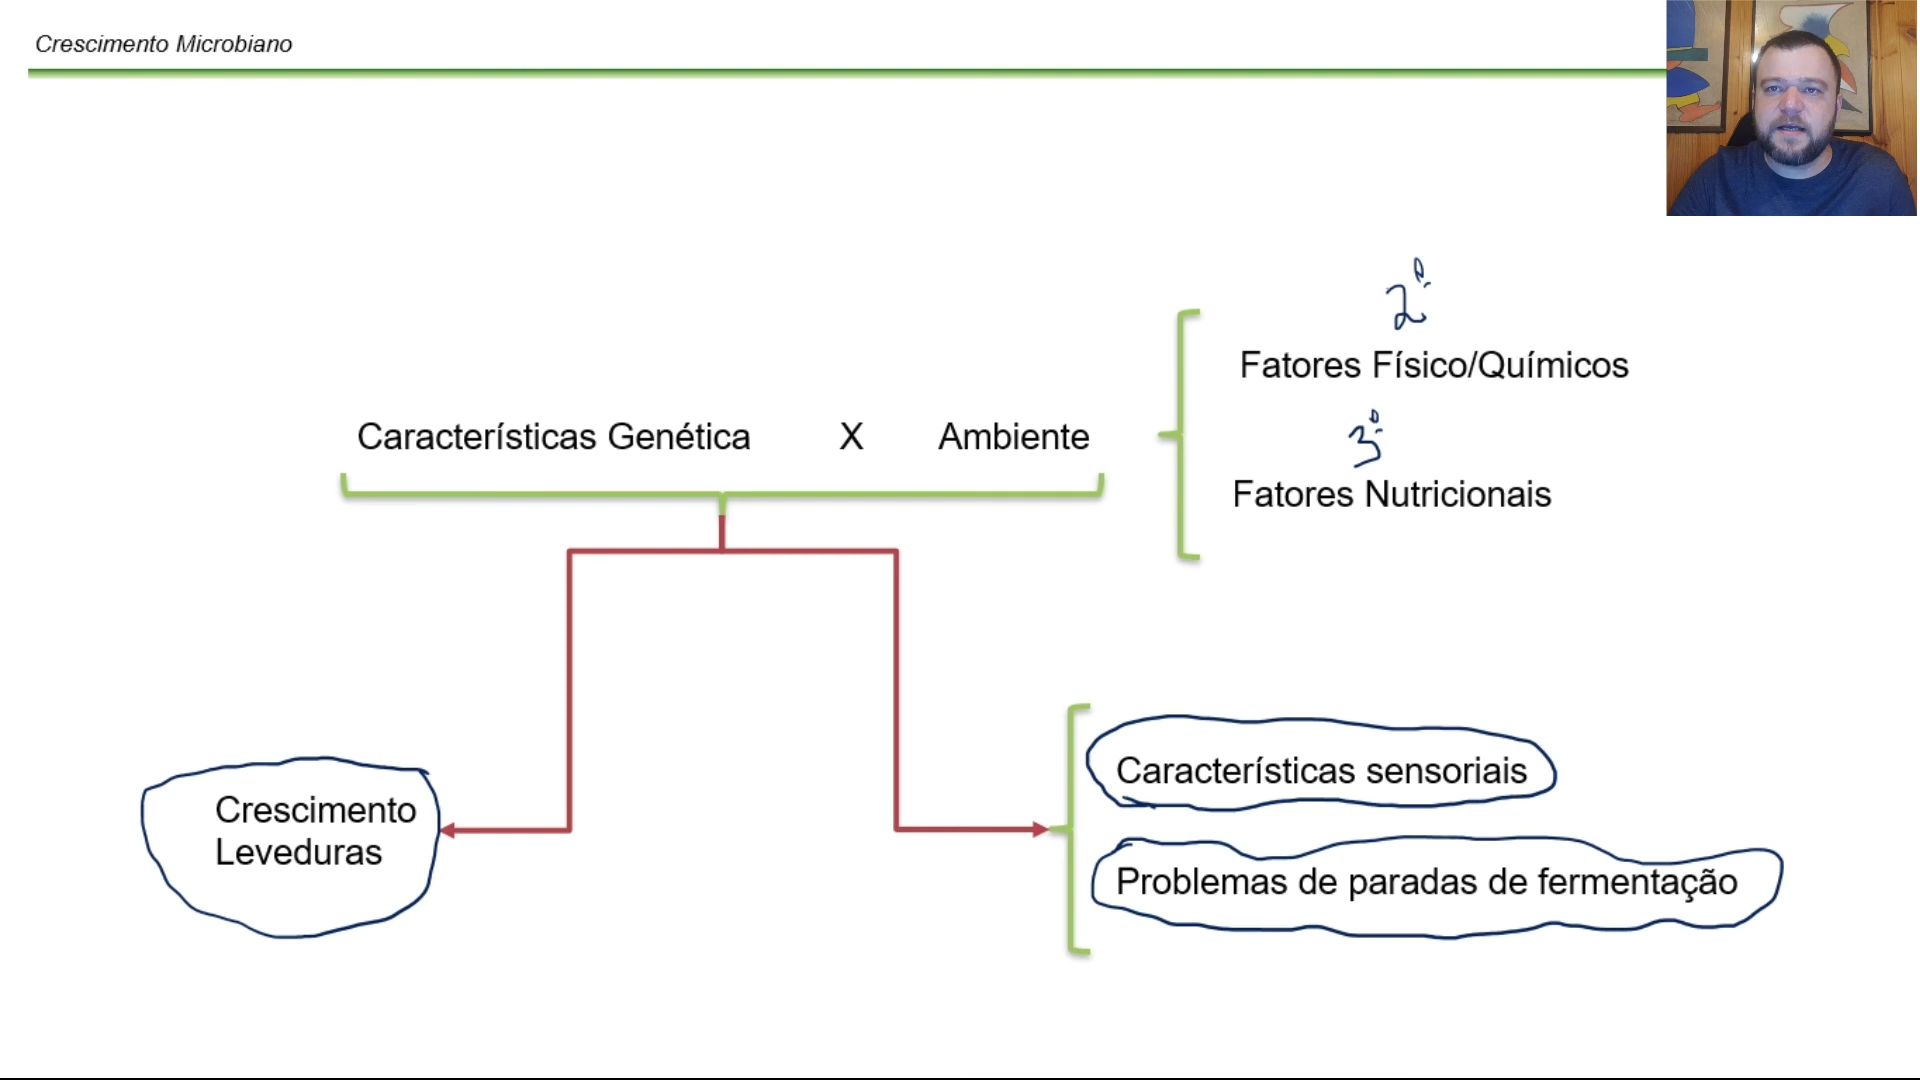 Crescimento Microbiano
2º
Fatores Físico/Químicos
3º
Características Genética X Ambiente
Fatores Nutricionais
Características sensoriais
Crescimento
Leveduras
Problemas de paradas de fermentação